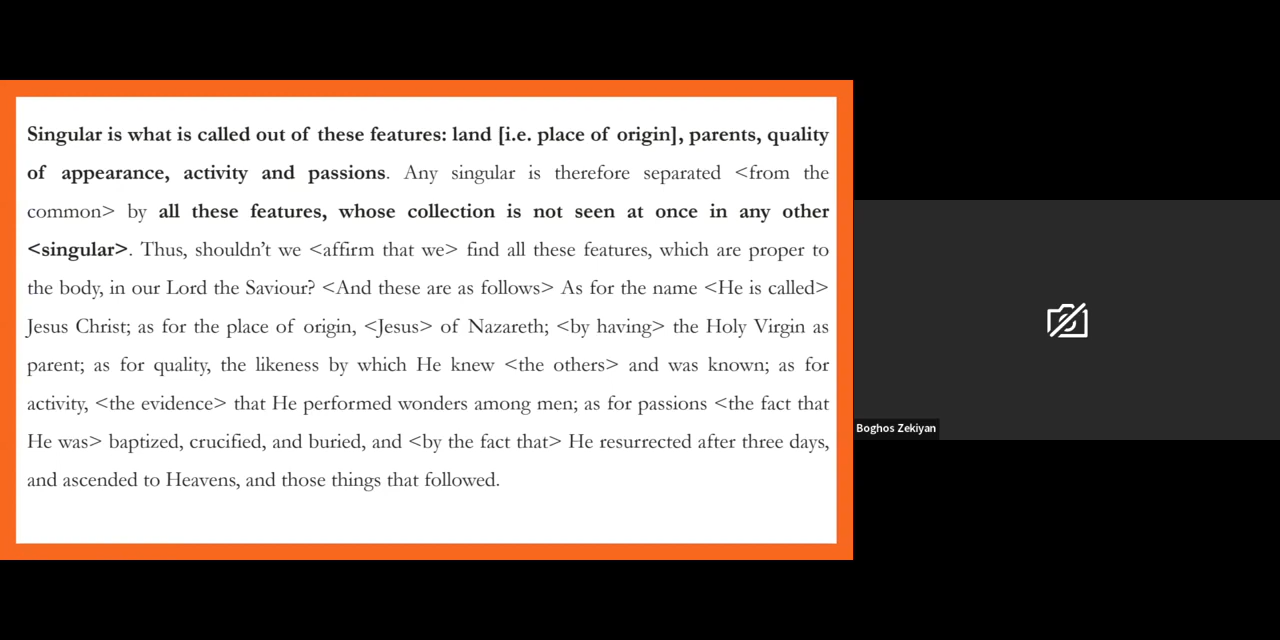 Singular is what is called out of these features: land [i.e. place of origin], parents, quality
of appearance, activity and passions. Any singular is therefore separated <from the
common> by all these features, whose collection is not seen at once in any other
<singular>. Thus, shouldn't we <affirm that we> find all these features, which are proper to
the body, in our Lord the Saviour? <And these are as follows> As for the name <He is called>
Jesus Christ; as for the place of origin, <Jesus> of Nazareth; <by having> the Holy Virgin as
parent; as for quality, the likeness by which He knew <the others> and was known; as for
activity, <the evidence> that He performed wonders among men; as for passions <the fact that
He was> baptized, crucified, and buried, and <by the fact that> He resurrected after three days,
and ascended to Heavens, and those things that followed.
Boghos Zekiyan